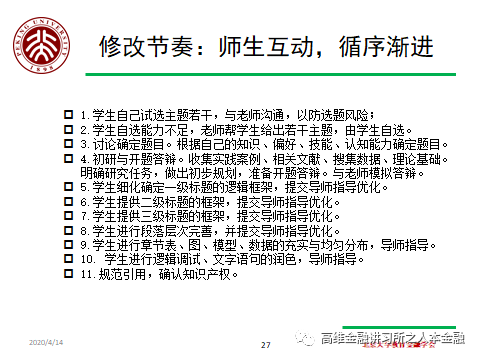 PEKING UNIVERSITY
1898
修改节奏：师生互动，循序渐进
1.学生自己试选主题若干，与老师沟通，以防选题风险；
2.学生自选能力不足，老师帮学生给出若干主题，由学生自选。
3.讨论确定题目。根据自己的知识、偏好、技能、认知能力确定题目。
4.初研与开题答辩。收集实践案例、相关文献、搜集数据、理论基础。
明确研究任务，做出初步规划，准备开题答辩。与老师模拟答辩。
5.学生细化确定一级标题的逻辑框架，提交导师指导优化。
6.学生提供二级标题的框架，提交导师指导优化。
7.学生提供三级标题的框架，提交导师指导优化。
8.学生进行段落层次完善，并提交导师指导优化。
9.学生进行章节表、图、模型、数据的充实与均匀分布，导师指导。
10. 学生进行逻辑调试、文字语句的润色，导师指导。
11.规范引用，确认知识产权。
2020/4/14
27
高维金融讲习所之人本金融